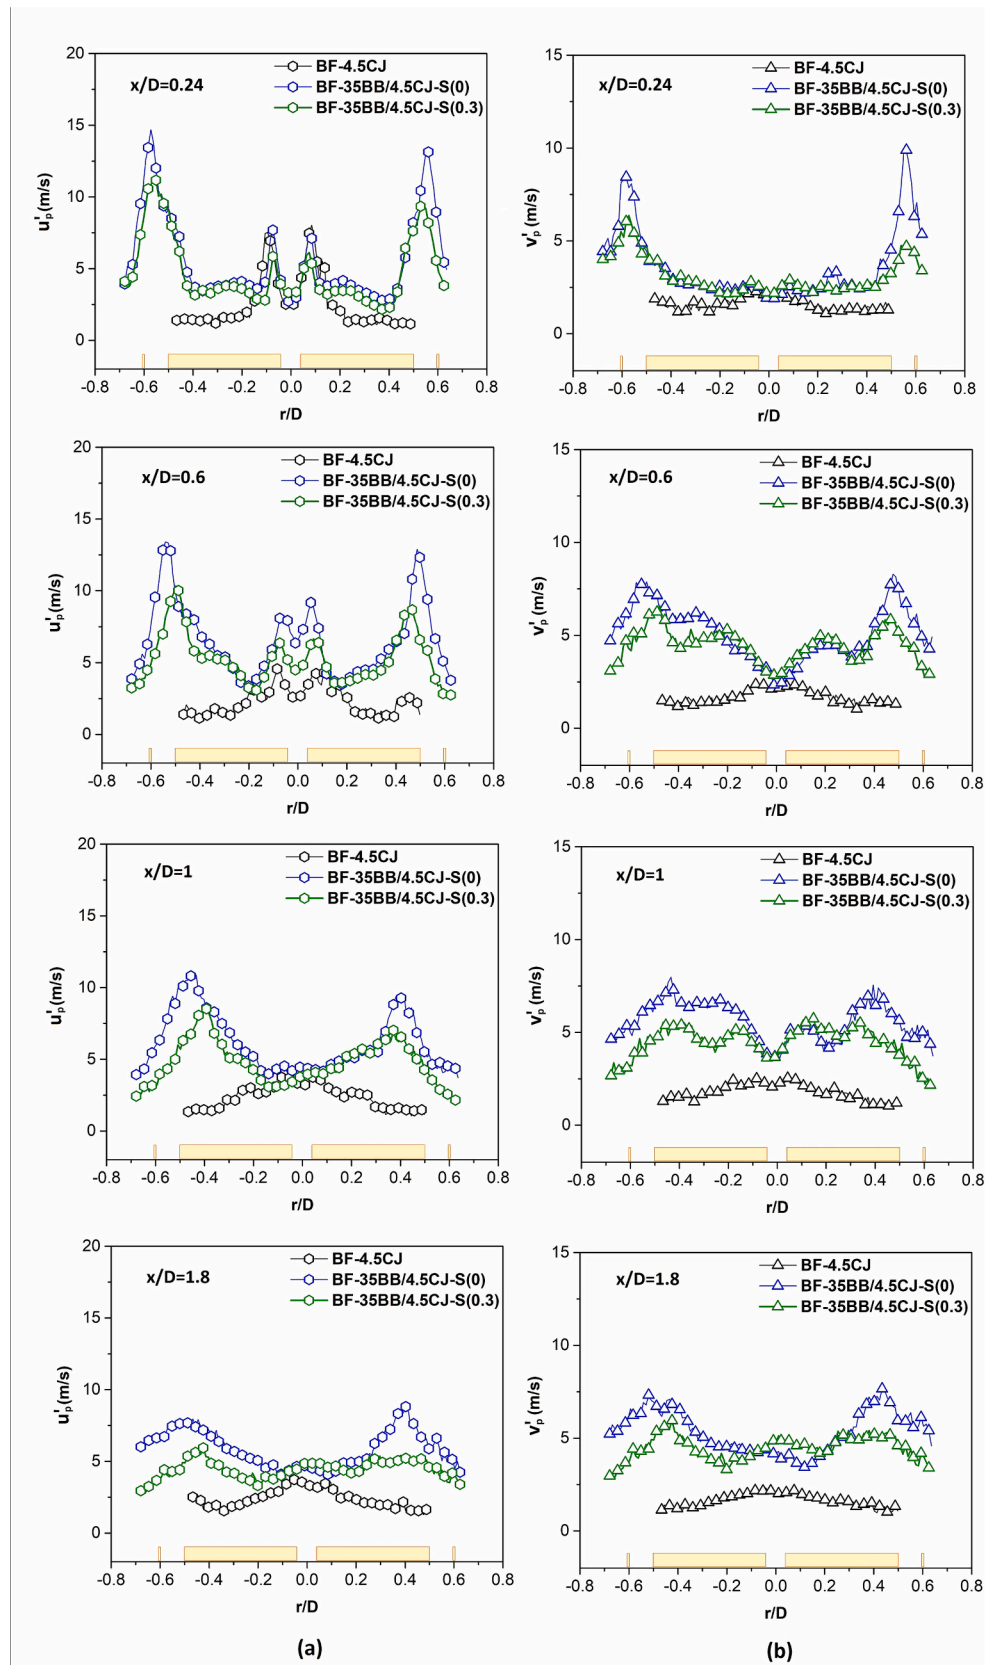 20
15
10
5
0
u'p(m/s)
x/D=0.24
BF-4.5CJ
BF-35BB/4.5CJ-S(0)
BF-35BB/4.5CJ-S(0.3)
-0.8 -0.6 -0.4 -0.2 0.0 0.2 0.4 0.6 0.8
r/D
15
10
5
0
v'p (m/s)
x/D=0.24
BF-4.5CJ
BF-35BB/4.5CJ-S(0)
BF-35BB/4.5CJ-S(0.3)
-0.8 -0.6 -0.4 -0.2 0.0 0.2 0.4 0.6 0.8
r/D
20
15
10
5
0
u'p(m/s)
x/D=0.6
BF-4.5CJ
BF-35BB/4.5CJ-S(0)
BF-35BB/4.5CJ-S(0.3)
-0.8 -0.6 -0.4 -0.2 0.0 0.2 0.4 0.6 0.8
r/D
15
10
5
0
v'p (m/s)
x/D=0.6
BF-4.5CJ
BF-35BB/4.5CJ-S(0)
BF-35BB/4.5CJ-S(0.3)
-0.8 -0.6 -0.4 -0.2 0.0 0.2 0.4 0.6 0.8
r/D
20
15
10
5
0
u'p(m/s)
x/D=1
BF-4.5CJ
BF-35BB/4.5CJ-S(0)
BF-35BB/4.5CJ-S(0.3)
-0.8 -0.6 -0.4 -0.2 0.0 0.2 0.4 0.6 0.8
r/D
15
10
5
0
v'p (m/s)
x/D=1
BF-4.5CJ
BF-35BB/4.5CJ-S(0)
BF-35BB/4.5CJ-S(0.3)
-0.8 -0.6 -0.4 -0.2 0.0 0.2 0.4 0.6 0.8
r/D
20
15
10
5
0
u'p(m/s)
x/D=1.8
BF-4.5CJ
BF-35BB/4.5CJ-S(0)
BF-35BB/4.5CJ-S(0.3)
-0.8 -0.6 -0.4 -0.2 0.0 0.2 0.4 0.6 0.8
r/D
15
10
5
0
v'p (m/s)
x/D=1.8
BF-4.5CJ
BF-35BB/4.5CJ-S(0)
BF-35BB/4.5CJ-S(0.3)
-0.8 -0.6 -0.4 -0.2 0.0 0.2 0.4 0.6 0.8
r/D
(a)
(b)